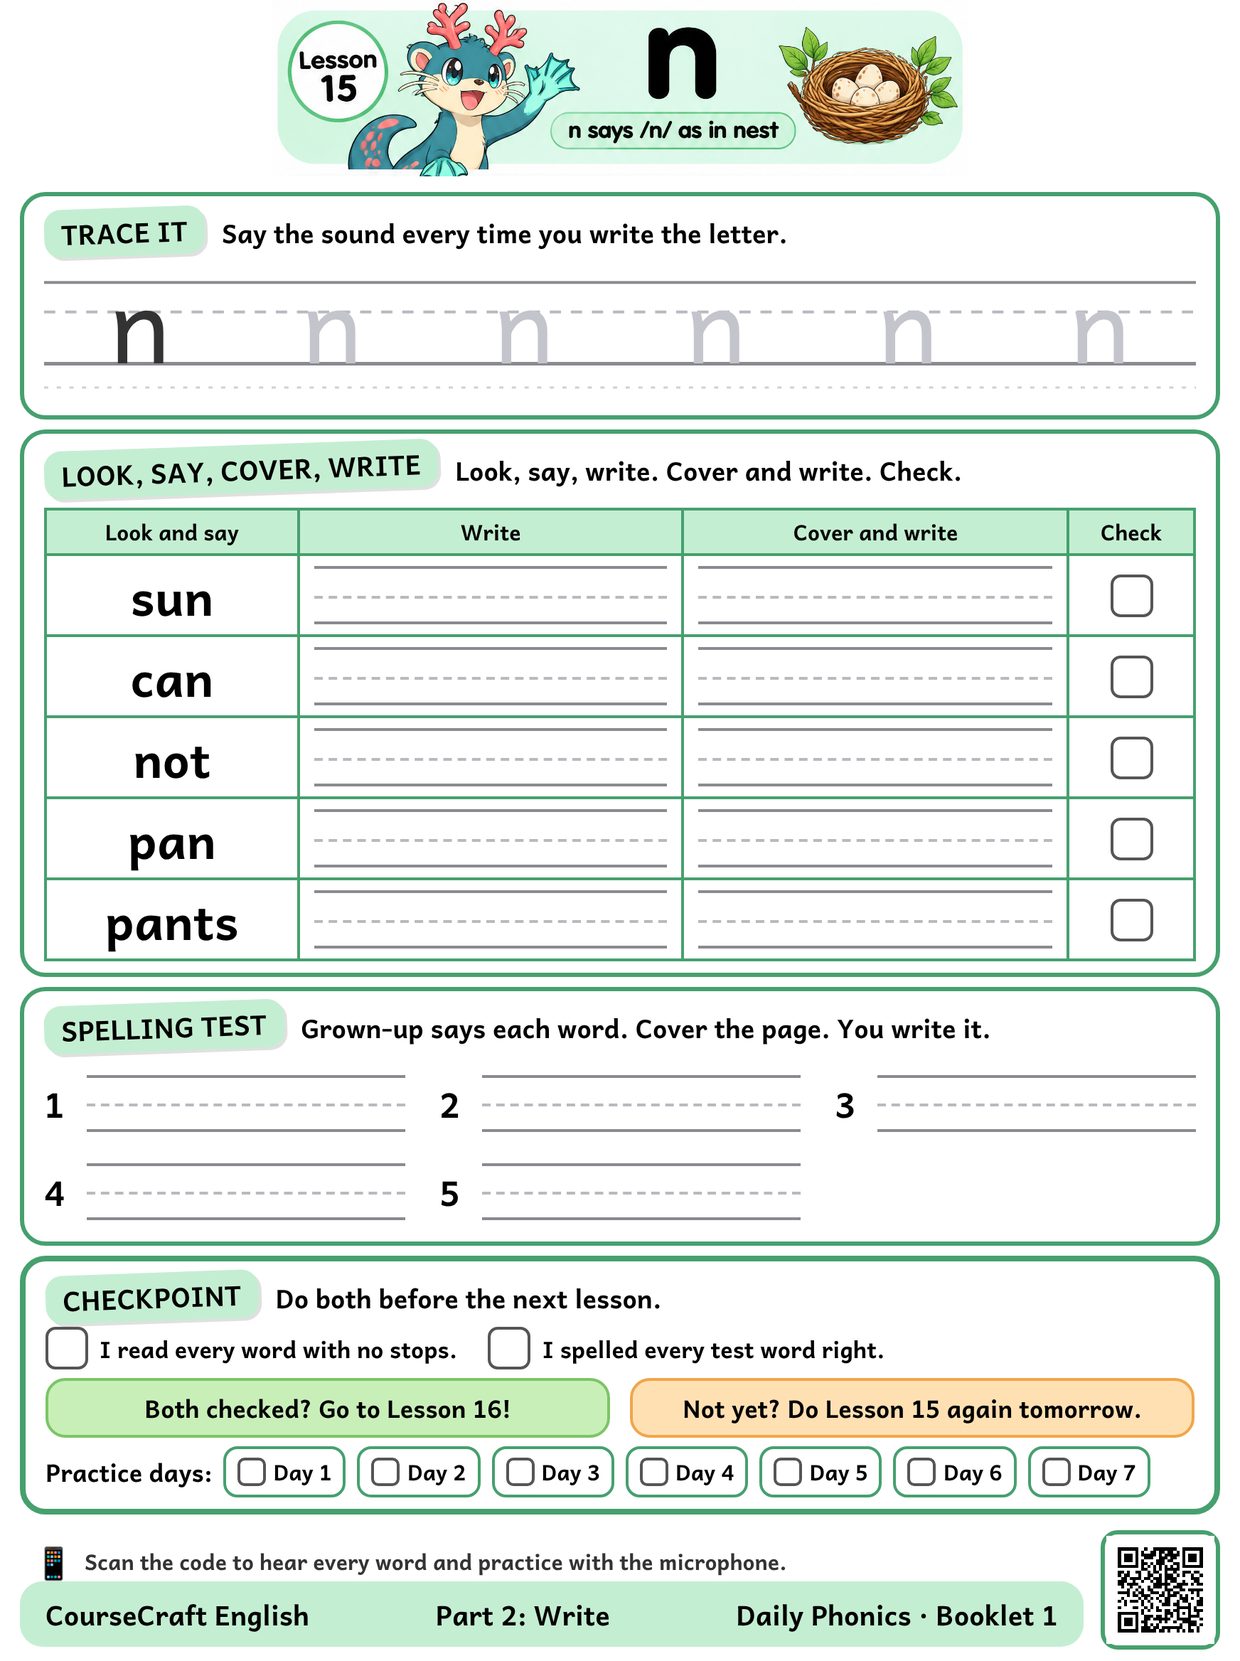 Lesson
15
n
n says /n/ as in nest
TRACE IT Say the sound every time you write the letter.
n n n n n n
LOOK, SAY, COVER, WRITE Look, say, write. Cover and write. Check.
Look and say Write Cover and write Check
sun
can
not
pan
pants
SPELLING TEST Grown-up says each word. Cover the page. You write it.
1 2 3
4 5
CHECKPOINT Do both before the next lesson.
I read every word with no stops. I spelled every test word right.
Both checked? Go to Lesson 16! Not yet? Do Lesson 15 again tomorrow.
Practice days: Day 1 Day 2 Day 3 Day 4 Day 5 Day 6 Day 7
Scan the code to hear every word and practice with the microphone.
CourseCraft English Part 2: Write Daily Phonics · Booklet 1